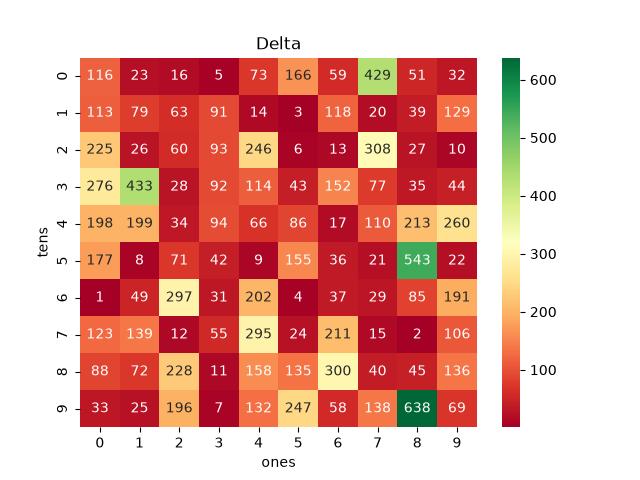 Delta
0 116 23 16 5 73 166 59 429 51 32
1 113 79 63 91 14 3 118 20 39 129
2 225 26 60 93 246 6 13 308 27 10
3 276 433 28 92 114 43 152 77 35 44
4 198 199 34 94 66 86 17 110 213 260
5 177 8 71 42 9 155 36 21 543 22
6 1 49 297 31 202 4 37 29 85 191
7 123 139 12 55 295 24 211 15 2 106
8 88 72 228 11 158 135 300 40 45 136
9 33 25 196 7 132 247 58 138 638 69
0 1 2 3 4 5 6 7 8 9
ones
tens
600
500
400
300
200
100